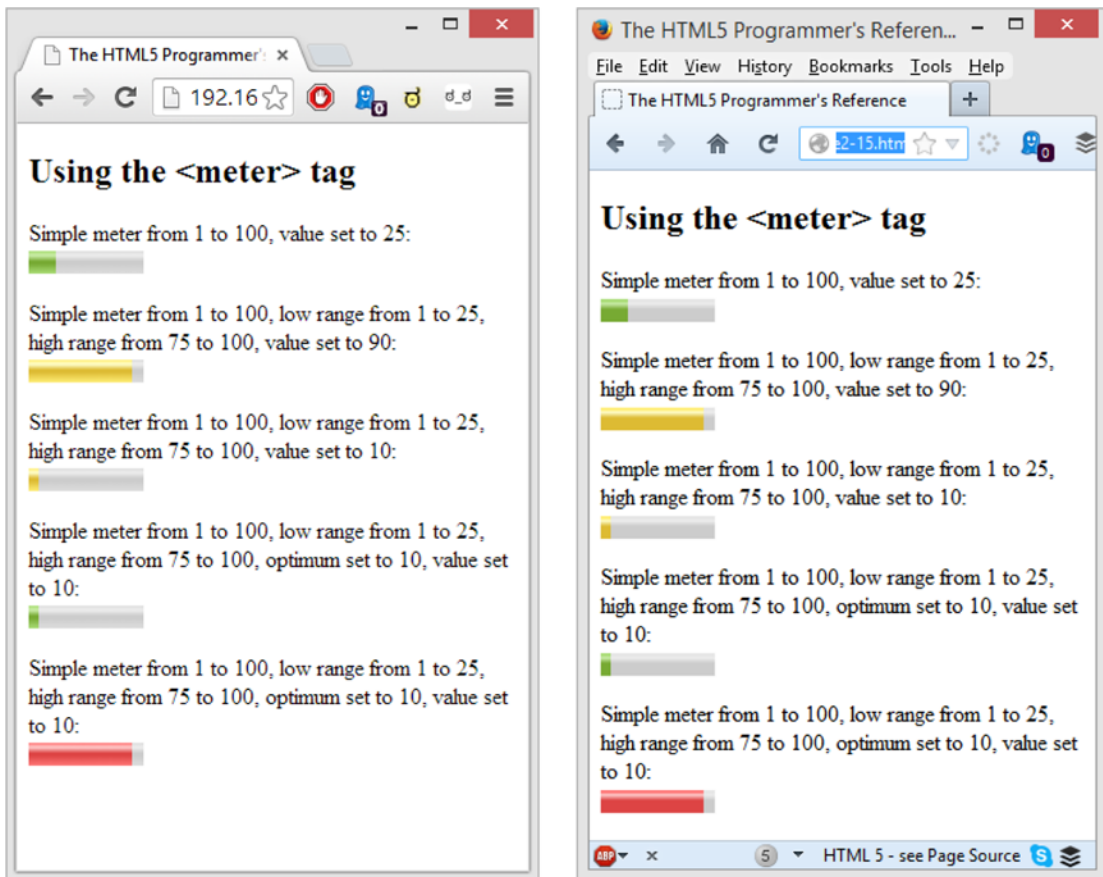 The HTML5 Programmer's
192.16
0
ಠ
ಠ_ಠ
Using the <meter> tag
Simple meter from 1 to 100, value set to 25:
Simple meter from 1 to 100, low range from 1 to 25,
high range from 75 to 100, value set to 90:
Simple meter from 1 to 100, low range from 1 to 25,
high range from 75 to 100, value set to 10:
Simple meter from 1 to 100, low range from 1 to 25,
high range from 75 to 100, optimum set to 10, value set
to 10:
Simple meter from 1 to 100, low range from 1 to 25,
high range from 75 to 100, optimum set to 10, value set
to 10:
The HTML5 Programmer's Referen...
File Edit View History Bookmarks Tools Help
The HTML5 Programmer's Reference
e2-15.htm
0
Using the <meter> tag
Simple meter from 1 to 100, value set to 25:
Simple meter from 1 to 100, low range from 1 to 25,
high range from 75 to 100, value set to 90:
Simple meter from 1 to 100, low range from 1 to 25,
high range from 75 to 100, value set to 10:
Simple meter from 1 to 100, low range from 1 to 25,
high range from 75 to 100, optimum set to 10, value set
to 10:
Simple meter from 1 to 100, low range from 1 to 25,
high range from 75 to 100, optimum set to 10, value set
to 10:
ABP 5 HTML 5 - see Page Source S